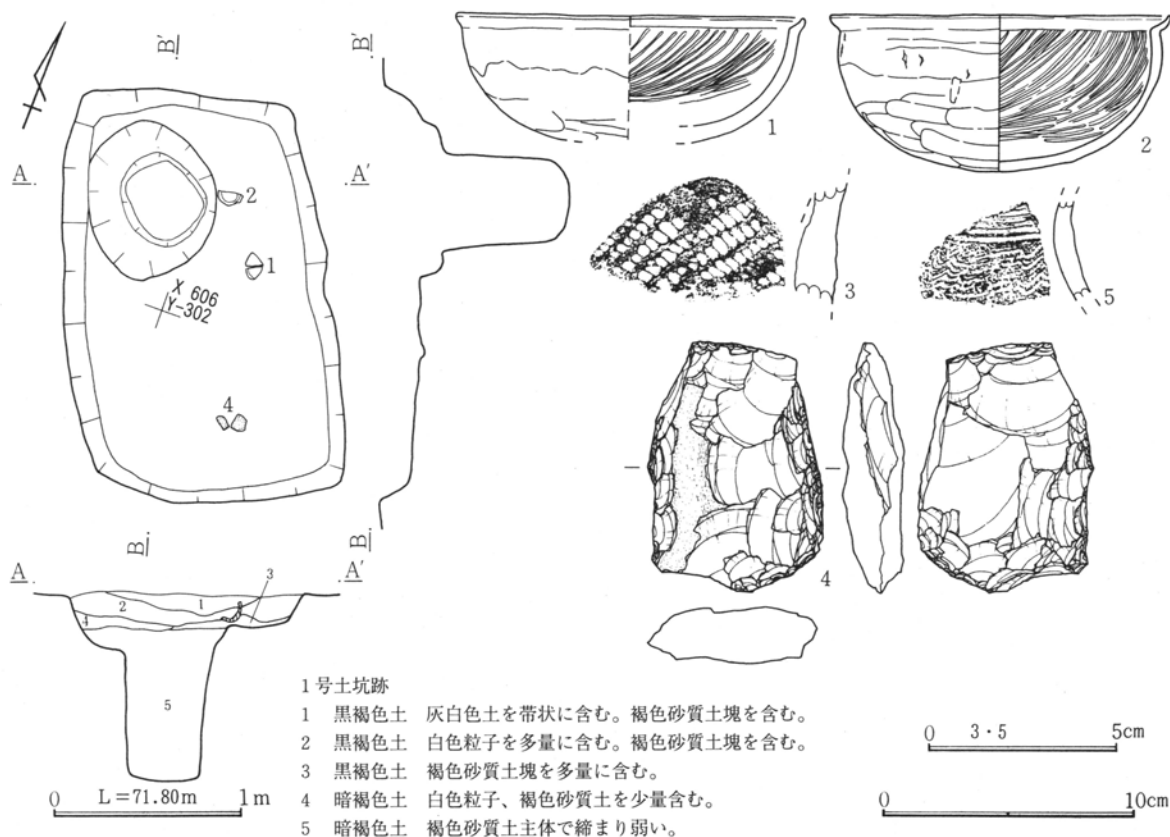 B′
B′
A
A′
2
1
X 606
Y-302
4
B
B
1
2
3
5
4
A
A′
3
2
1
4
5
L=71.80m
0 1m
1号土坑跡
1 黒褐色土 灰白色土を帯状に含む。褐色砂質土塊を含む。
2 黒褐色土 白色粒子を多量に含む。褐色砂質土塊を含む。
3 黒褐色土 褐色砂質土塊を多量に含む。
4 暗褐色土 白色粒子、褐色砂質土を少量含む。
5 暗褐色土 褐色砂質土主体で締まり弱い。
0 3・5 5cm
0 10cm